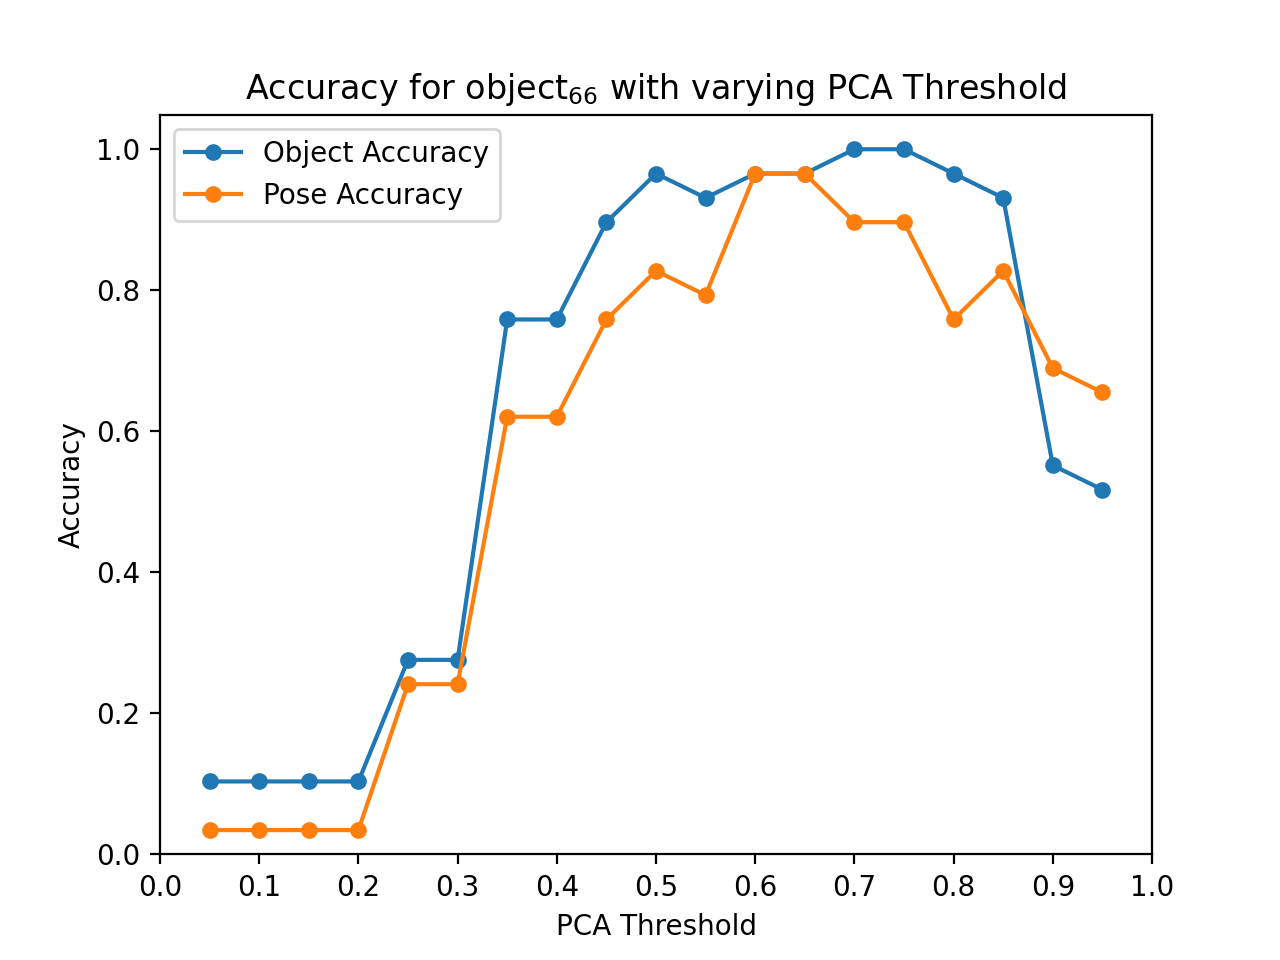 Accuracy for object₆₆ with varying PCA Threshold
Object Accuracy
Pose Accuracy
1.0
0.8
0.6
0.4
0.2
0.0
Accuracy
0.0 0.1 0.2 0.3 0.4 0.5 0.6 0.7 0.8 0.9 1.0
PCA Threshold